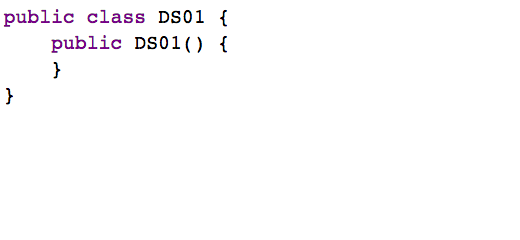 public class DS01 {
    public DS01() {
    }
}